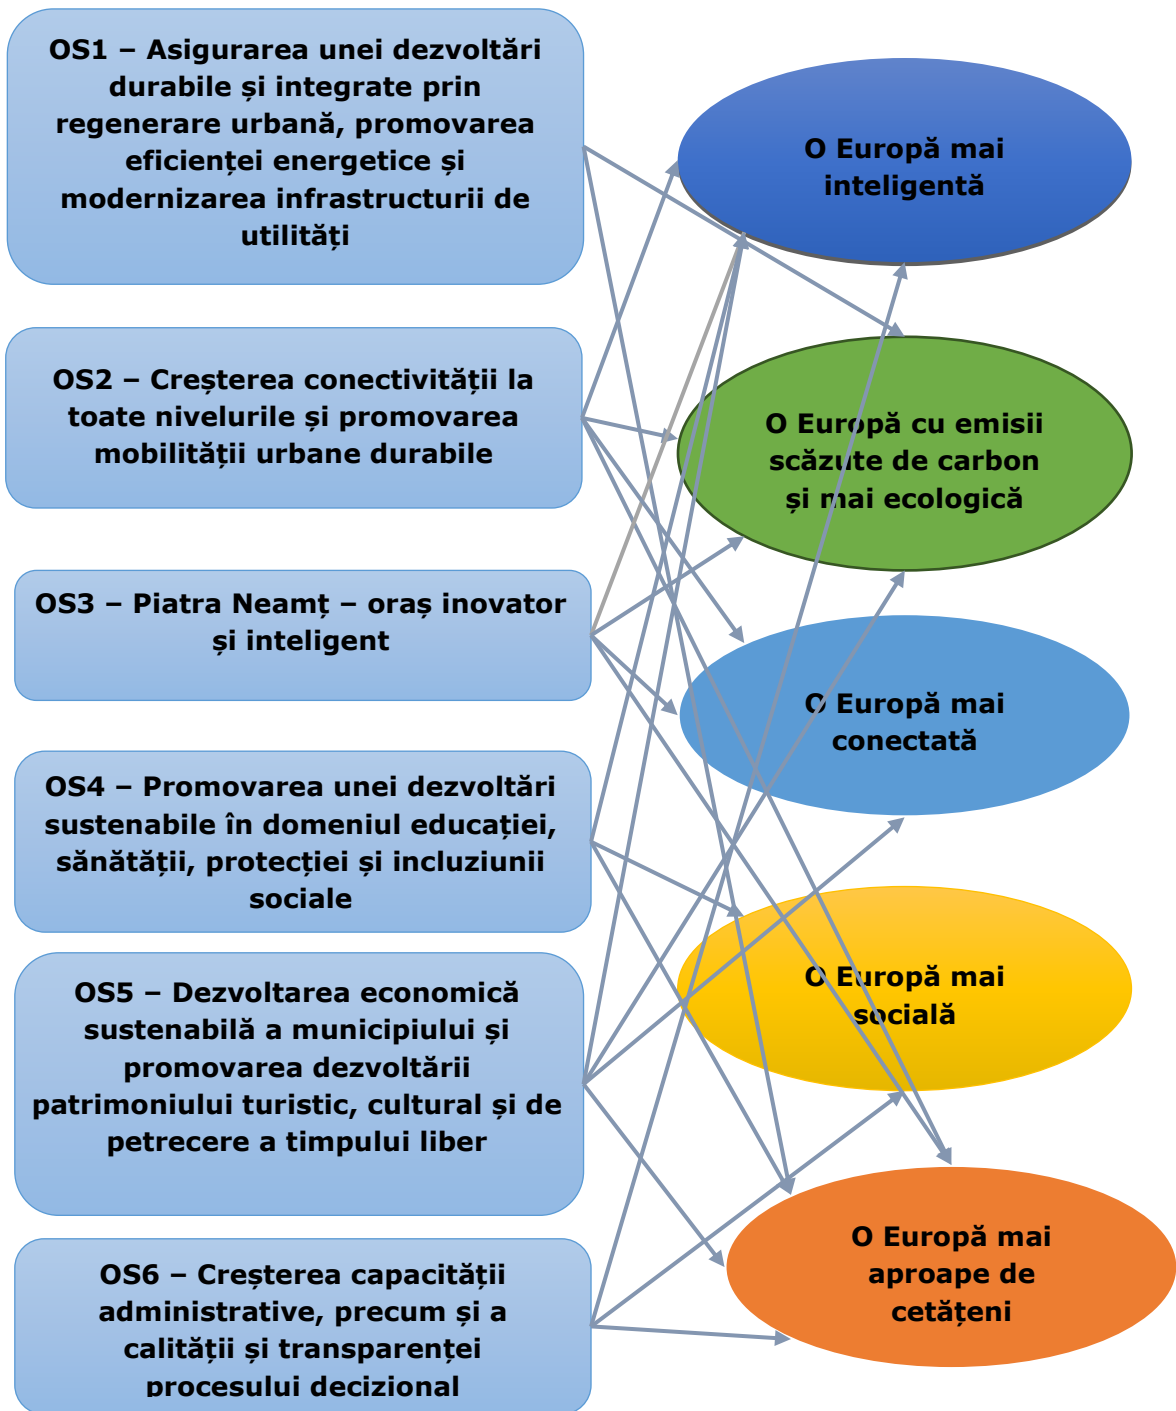 OS1 – Asigurarea unei dezvoltări
durabile și integrate prin
regenerare urbană, promovarea
eficienței energetice și
modernizarea infrastructurii de
utilități
OS2 – Creșterea conectivității la
toate nivelurile și promovarea
mobilității urbane durabile
OS3 – Piatra Neamț – oraș inovator
și inteligent
OS4 – Promovarea unei dezvoltări
sustenabile în domeniul educației,
sănătății, protecției și incluziunii
sociale
OS5 – Dezvoltarea economică
sustenabilă a municipiului și
promovarea dezvoltării
patrimoniului turistic, cultural și de
petrecere a timpului liber
OS6 – Creșterea capacității
administrative, precum și a
calității și transparenței
procesului decizional
O Europă mai
inteligentă
O Europă cu emisii
scăzute de carbon
și mai ecologică
O Europă mai
conectată
O Europă mai
socială
O Europă mai
aproape de
cetățeni